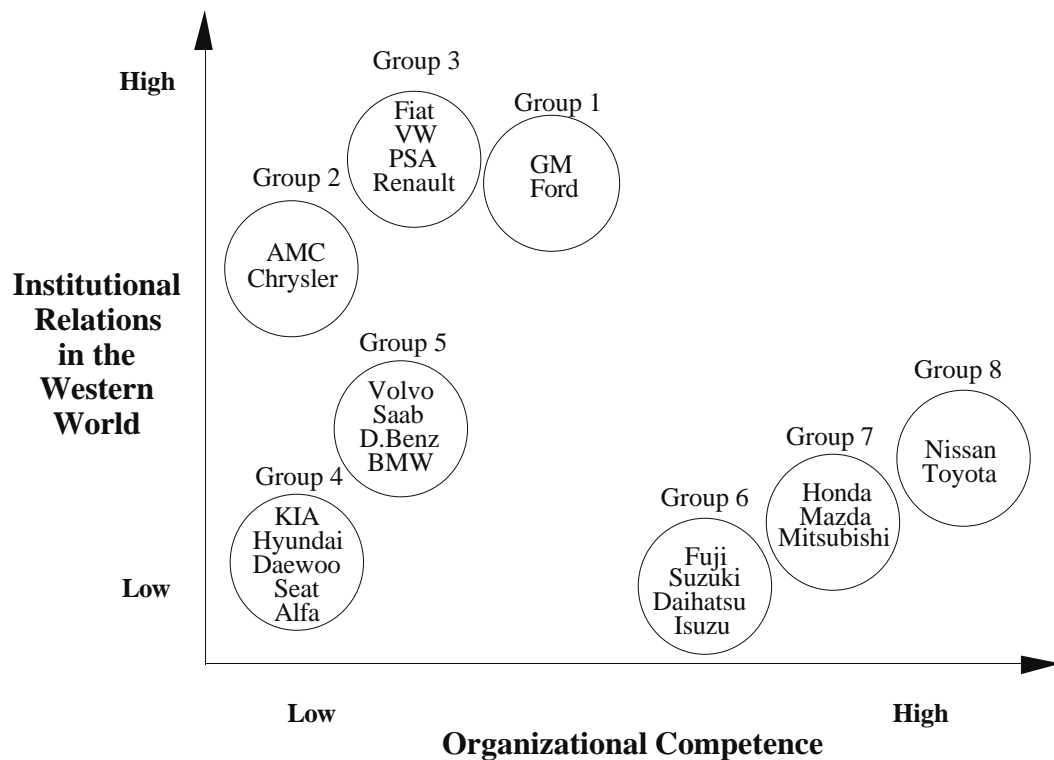 High
Group 3
Fiat
VW
PSA
Renault
Group 1
GM
Ford
Group 2
AMC
Chrysler
Institutional
Relations
in the
Western
World
Group 5
Volvo
Saab
D.Benz
BMW
Group 8
Nissan
Toyota
Group 7
Honda
Mazda
Mitsubishi
Group 4
KIA
Hyundai
Daewoo
Seat
Alfa
Group 6
Fuji
Suzuki
Daihatsu
Isuzu
Low
Low
High
Organizational Competence